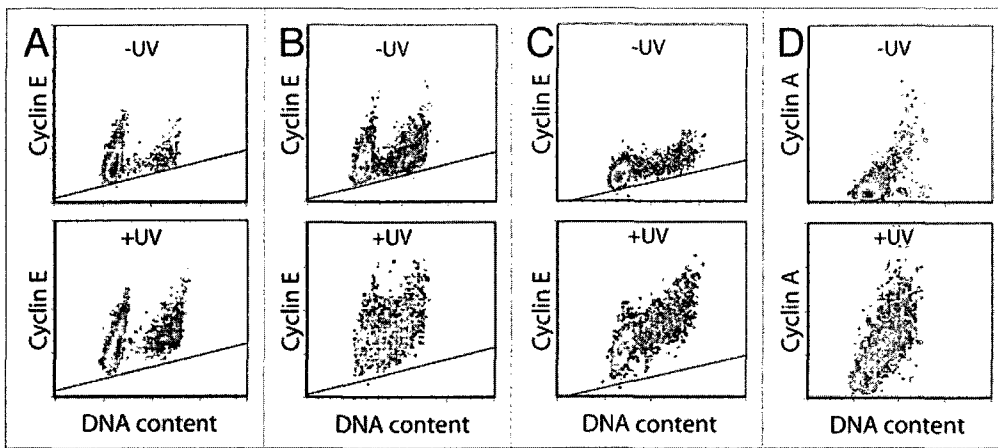 A
-UV
Cyclin E
B
-UV
Cyclin E
C
-UV
Cyclin E
D
-UV
Cyclin A
+UV
Cyclin E
DNA content
+UV
Cyclin E
DNA content
+UV
Cyclin E
DNA content
+UV
Cyclin A
DNA content